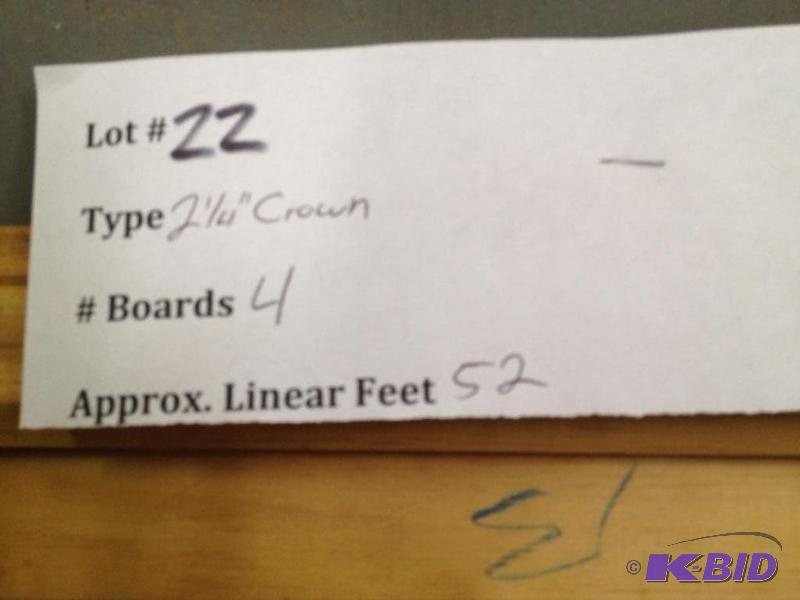 Lot # 22
Type 2 1/4" Crown
# Boards 4
Approx. Linear Feet 52
© K-BID